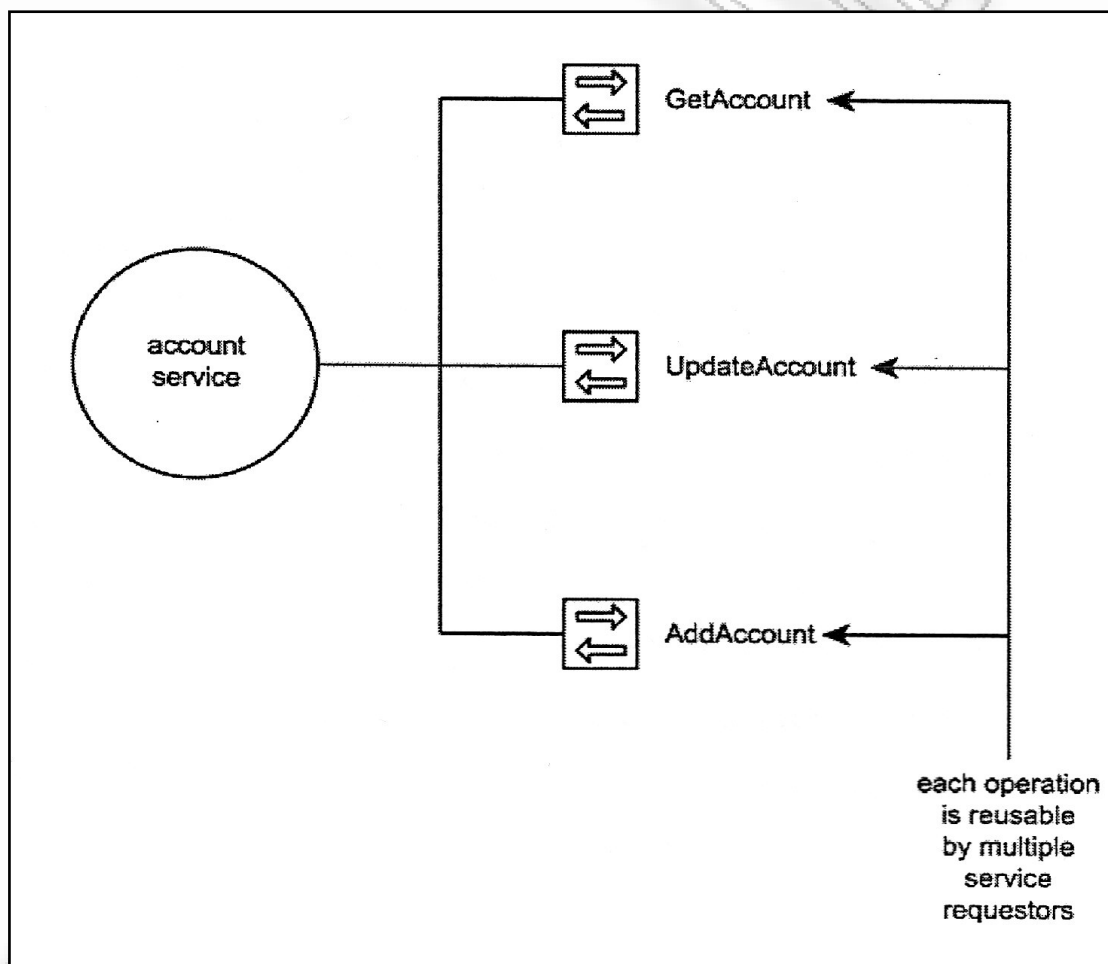 GetAccount
account
service
UpdateAccount
AddAccount
each operation
is reusable
by multiple
service
requestors